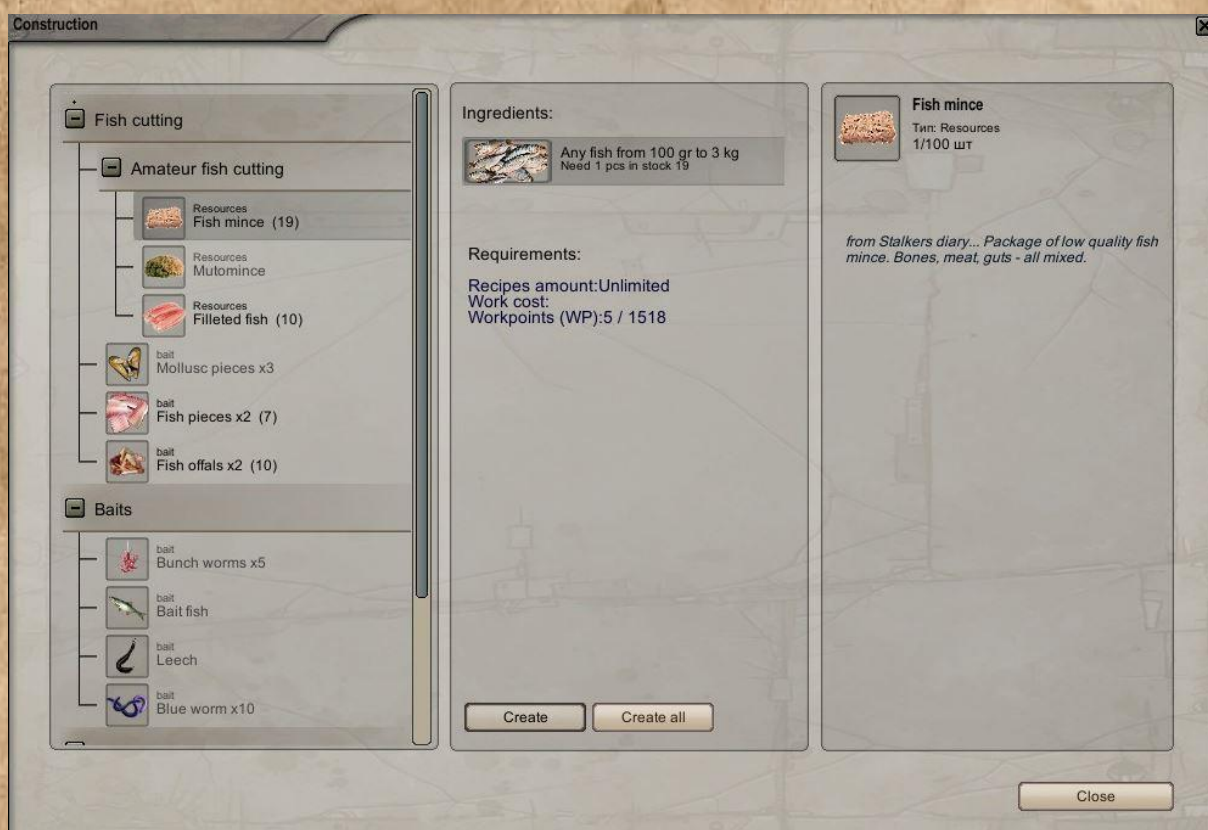 Construction
Fish cutting
Amateur fish cutting
Resources
Fish mince (19)
Resources
Mutomince
Resources
Filleted fish (10)
bait
Mollusc pieces x3
bait
Fish pieces x2 (7)
bait
Fish offals x2 (10)
Baits
bait
Bunch worms x5
bait
Bait fish
bait
Leech
bait
Blue worm x10
Ingredients:
Any fish from 100 gr to 3 kg
Need 1 pcs in stock 19
Requirements:
Recipes amount:Unlimited
Work cost:
Workpoints (WP):5 / 1518
Create
Create all
Fish mince
Тип: Resources
1/100 шт
from Stalkers diary... Package of low quality fish
mince. Bones, meat, guts - all mixed.
Close